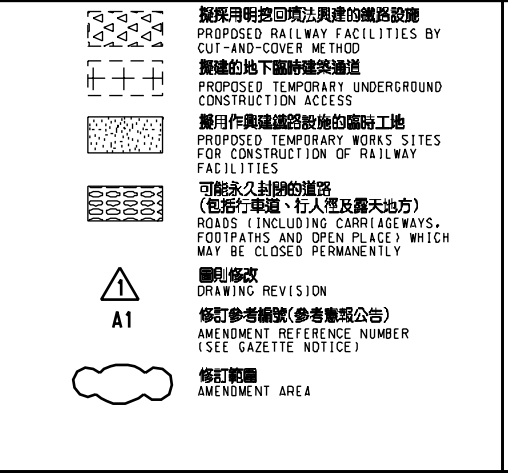 擬採用明挖回填法興建的鐵路設施
PROPOSED RAILWAY FACILITIES BY
CUT-AND-COVER METHOD
擬建的地下臨時建築通道
PROPOSED TEMPORARY UNDERGROUND
CONSTRUCTION ACCESS
擬用作興建鐵路設施的臨時工地
PROPOSED TEMPORARY WORKS SITES
FOR CONSTRUCTION OF RAILWAY
FACILITIES
可能永久封閉的道路
(包括行車道、行人徑及露天地方)
ROADS (INCLUDING CARRIAGEWAYS,
FOOTPATHS AND OPEN PLACE) WHICH
MAY BE CLOSED PERMANENTLY
1
圖則修改
DRAWING REVISION
A1
修訂參考編號(參考憲報公告)
AMENDMENT REFERENCE NUMBER
(SEE GAZETTE NOTICE)
修訂範圍
AMENDMENT AREA